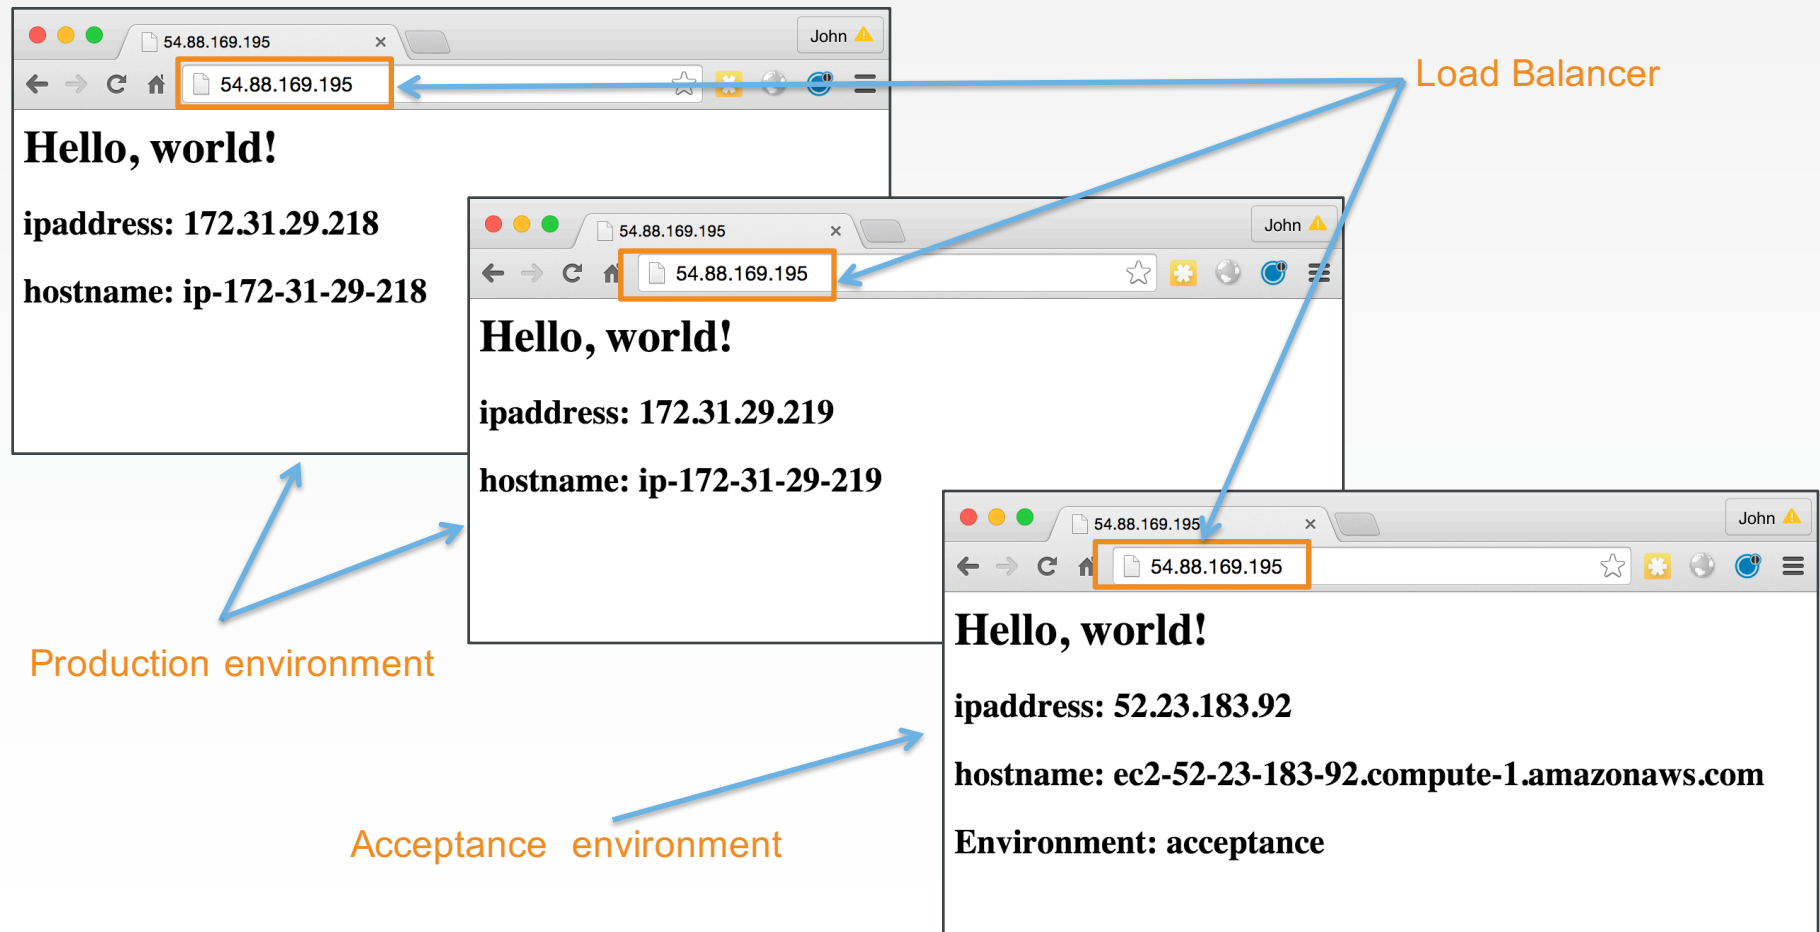 54.88.169.195
John
54.88.169.195
Hello, world!
ipaddress: 172.31.29.218
hostname: ip-172-31-29-218
Load Balancer
54.88.169.195
John
54.88.169.195
Hello, world!
ipaddress: 172.31.29.219
hostname: ip-172-31-29-219
Production environment
54.88.169.195
John
54.88.169.195
Hello, world!
ipaddress: 52.23.183.92
hostname: ec2-52-23-183-92.compute-1.amazonaws.com
Environment: acceptance
Acceptance environment